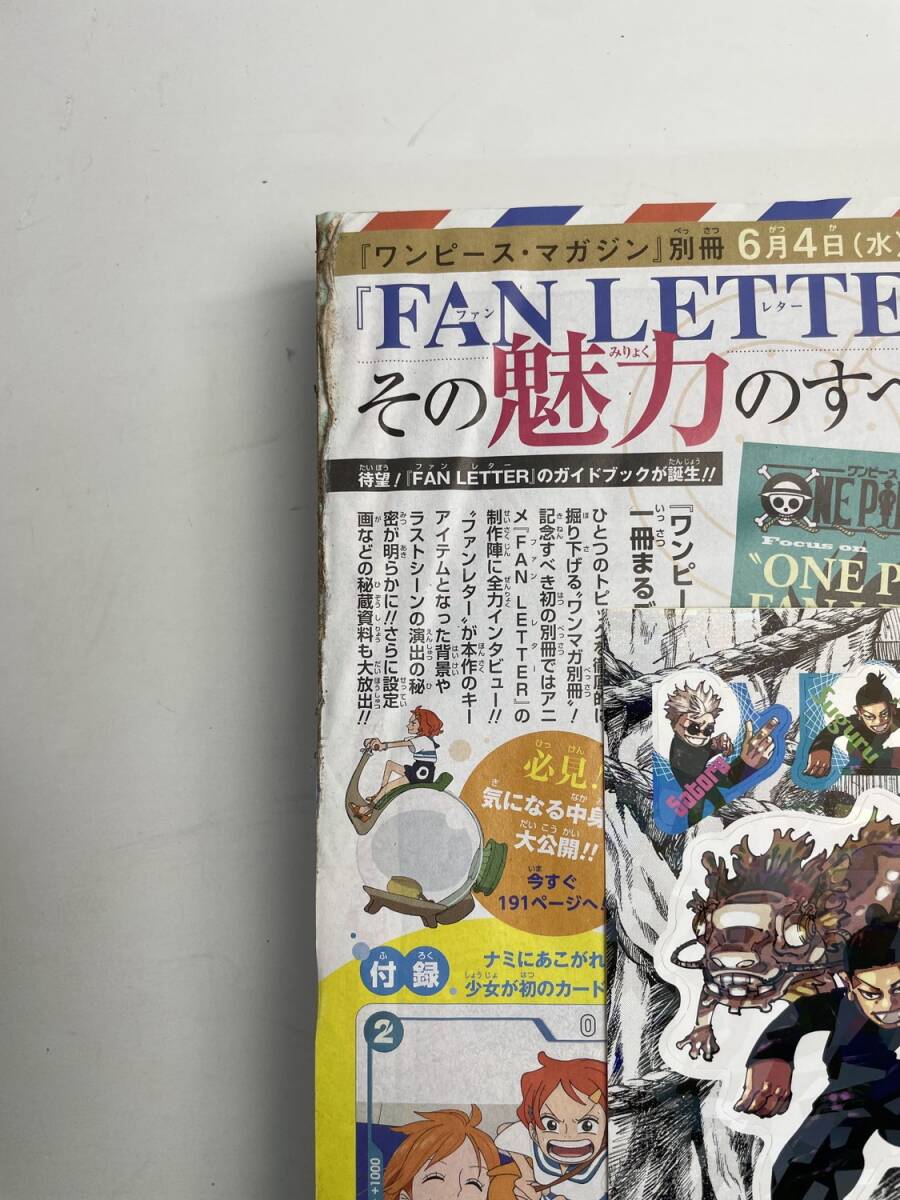 『ワンピース・マガジン』別冊 6月4日(水)
『FAN LETTE
その魅力のすべ
待望!『FAN LETTER』のガイドブックが誕生!!
『ワンピー
一冊まるご
ひとつのトピックを徹底的に
掘り下げる"ワンマガ別冊"!
記念すべき初の別冊ではアニ
メ『FAN LETTER』の
制作陣に全力インタビュー!!
"ファンレター"が本作のキー
アイテムとなった背景や
ラストシーンの演出の秘
密が明らかに!!さらに設定
画などの秘蔵資料も大放出!!
ワンピース
ONE PIE
Focus on
"ONE P
必見!
気になる中身
大公開!!
今すぐ
191ページへ
Satoru
Suguru
付録
ナミにあこがれ
少女が初のカード
2
0
+1000